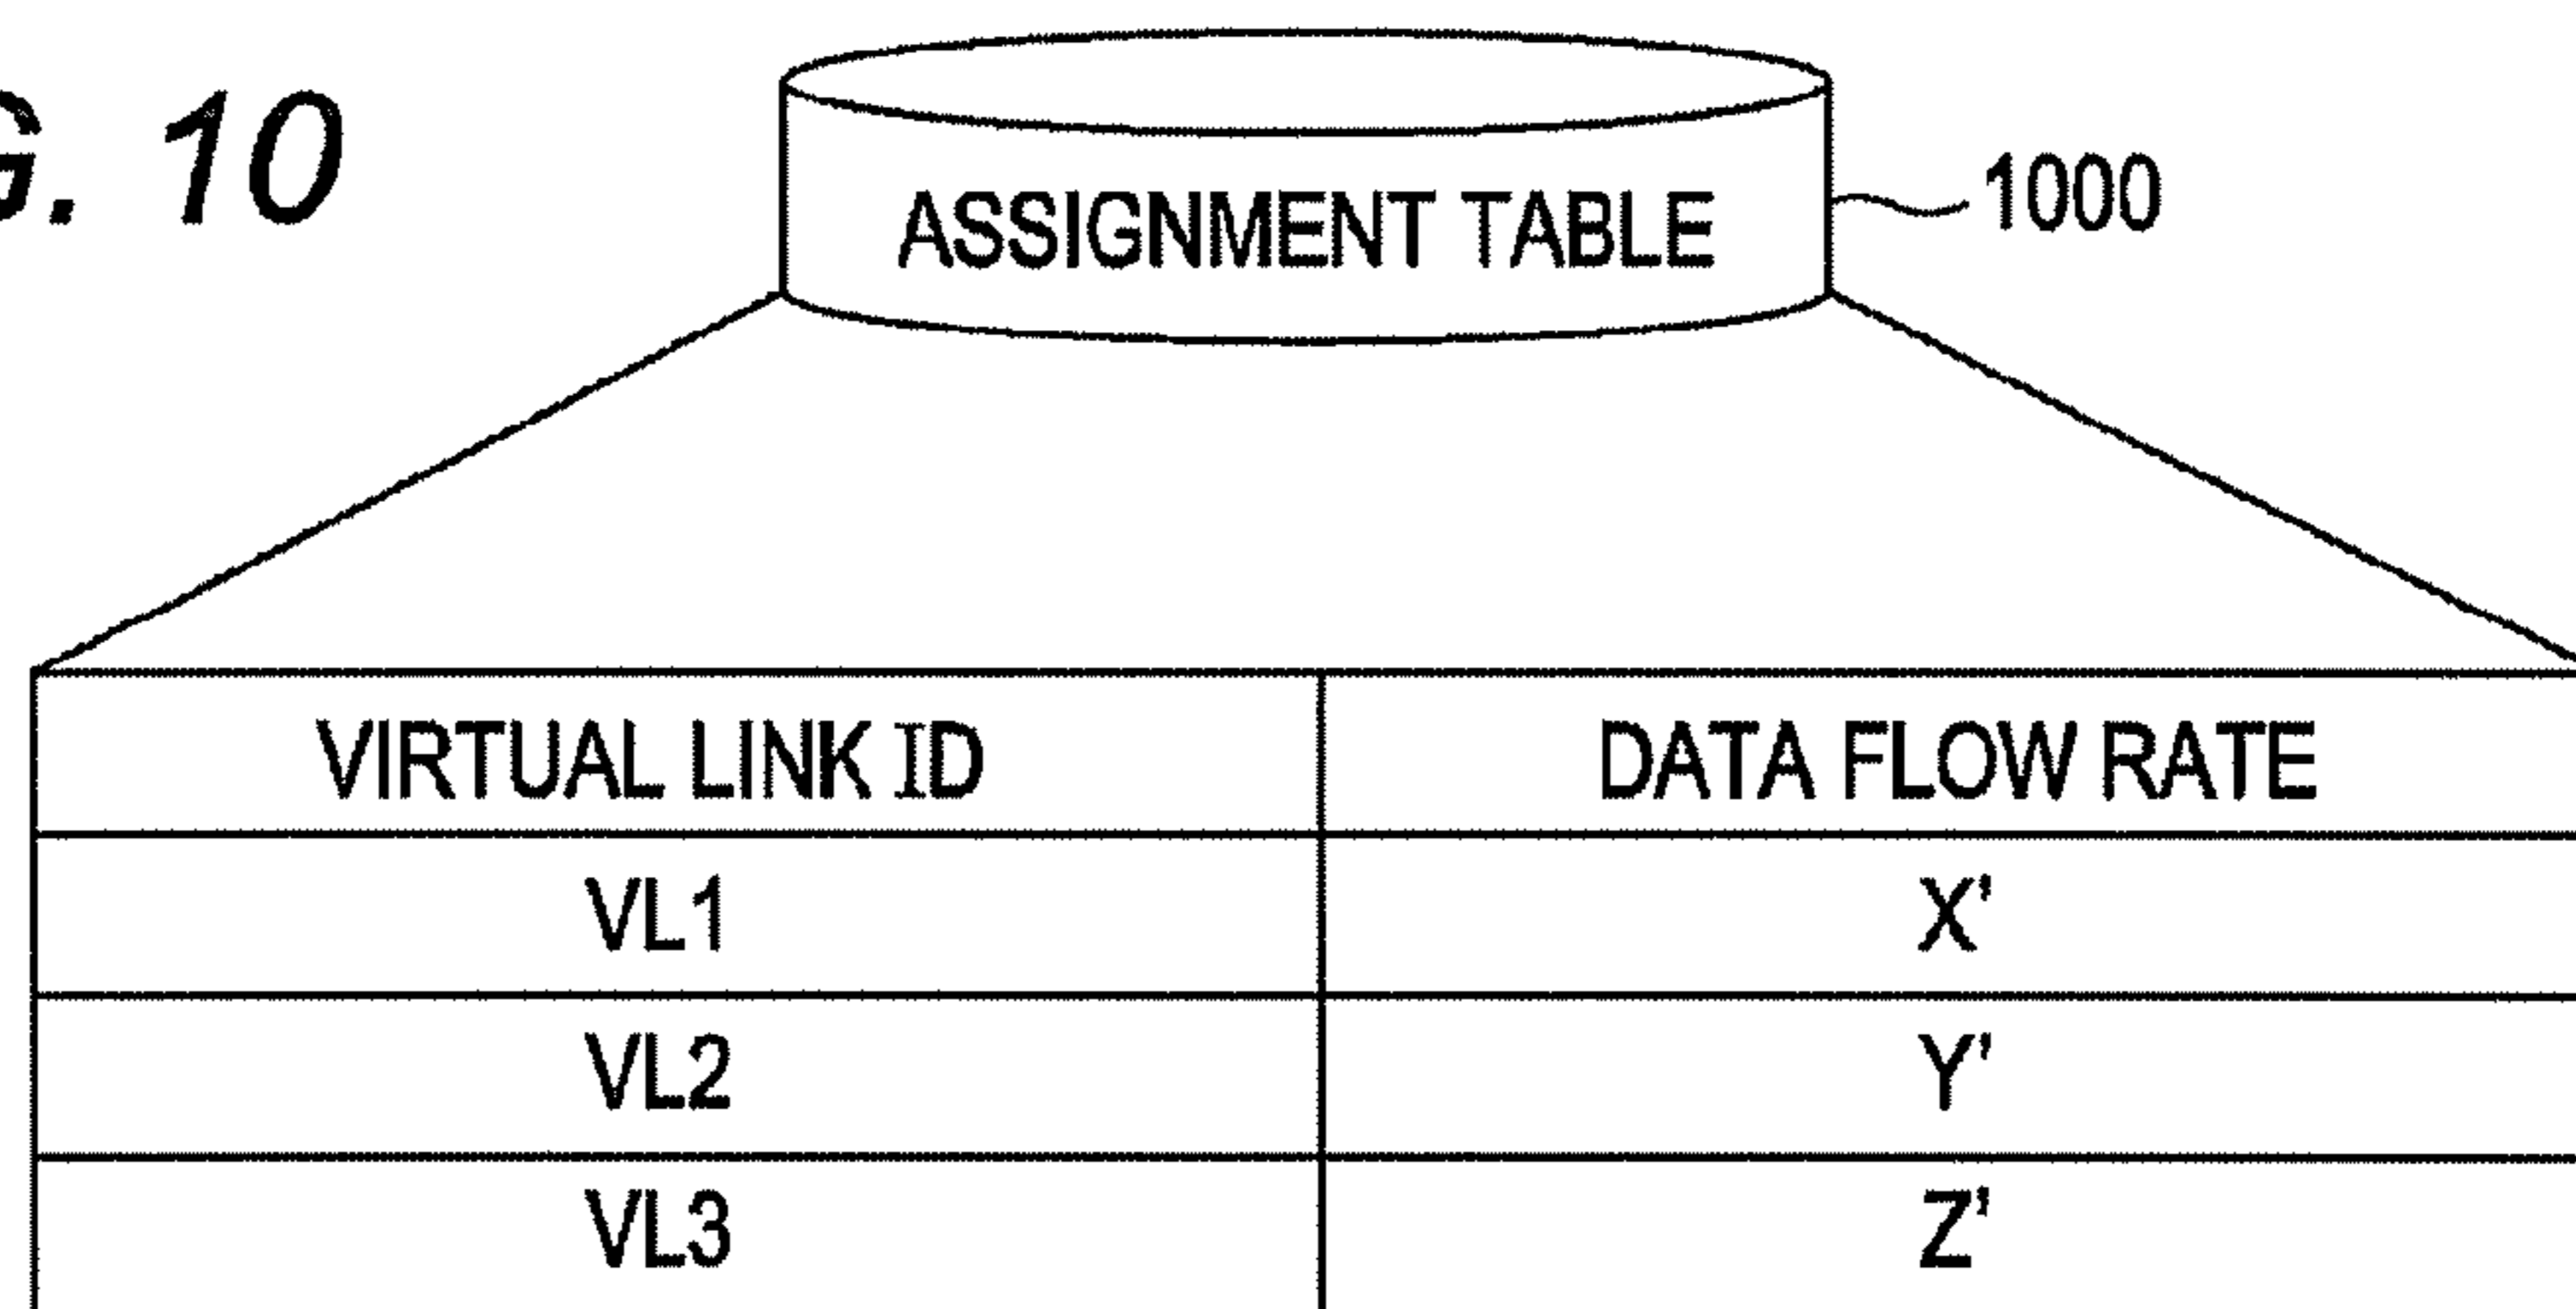 G. 10
ASSIGNMENT TABLE
1000
VIRTUAL LINK ID DATA FLOW RATE
VL1 X'
VL2 Y'
VL3 Z'